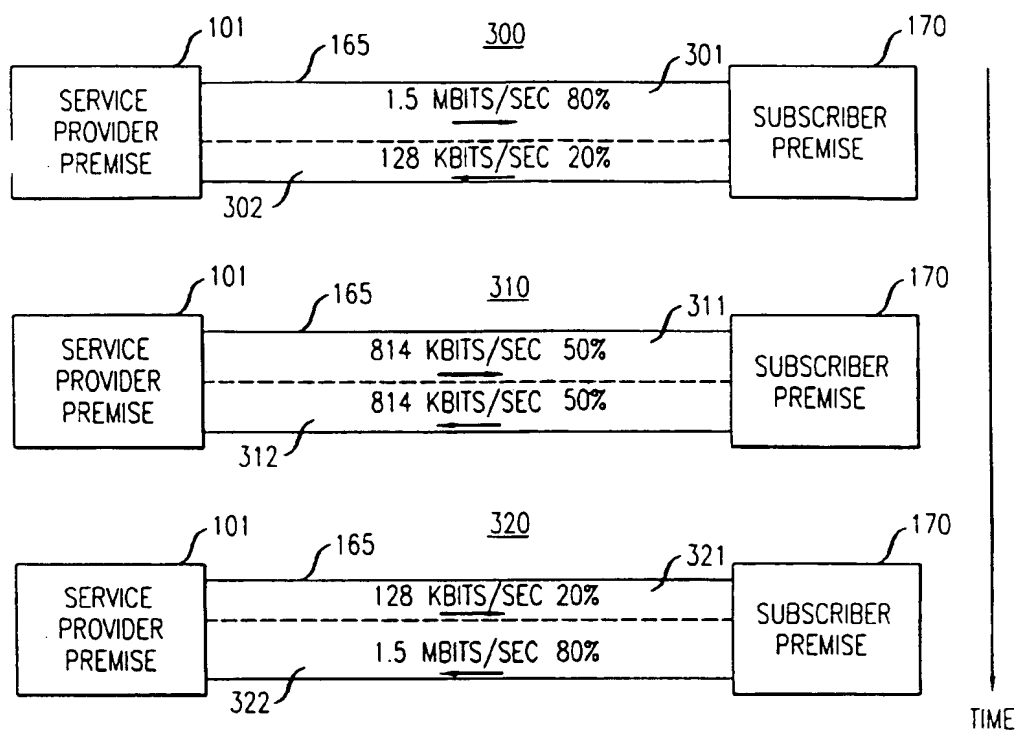 101
165
300
301
170
SERVICE
PROVIDER
PREMISE
1.5 MBITS/SEC 80%
128 KBITS/SEC 20%
SUBSCRIBER
PREMISE
302
101
165
310
311
170
SERVICE
PROVIDER
PREMISE
814 KBITS/SEC 50%
814 KBITS/SEC 50%
SUBSCRIBER
PREMISE
312
101
165
320
321
170
SERVICE
PROVIDER
PREMISE
128 KBITS/SEC 20%
1.5 MBITS/SEC 80%
SUBSCRIBER
PREMISE
322
TIME